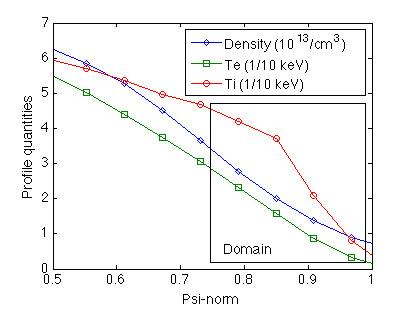 7
6
5
4
3
2
1
0
Profile quantities
Density (10^13/cm^3)
Te (1/10 keV)
Ti (1/10 keV)
Domain
0.5 0.6 0.7 0.8 0.9 1
Psi-norm